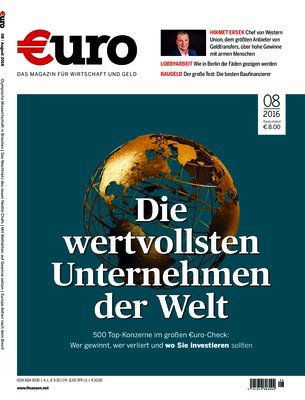 €uro
DAS MAGAZIN FÜR WIRTSCHAFT UND GELD
HIKMET ERSEK Chef von Western
Union, dem größten Anbieter von
Geldtransfers, über hohe Gewinne
mit armen Menschen
LOBBYARBEIT Wie in Berlin die Fäden gezogen werden
BAUGELD Der große Test: Die besten Baufinanzierer
08
2016
Deutschland
€ 8.00
Die
wertvollsten
Unternehmen
der Welt
500 Top-Konzerne im großen €uro-Check:
Wer gewinnt, wer verliert und wo Sie investieren sollten
www.finanzen.net